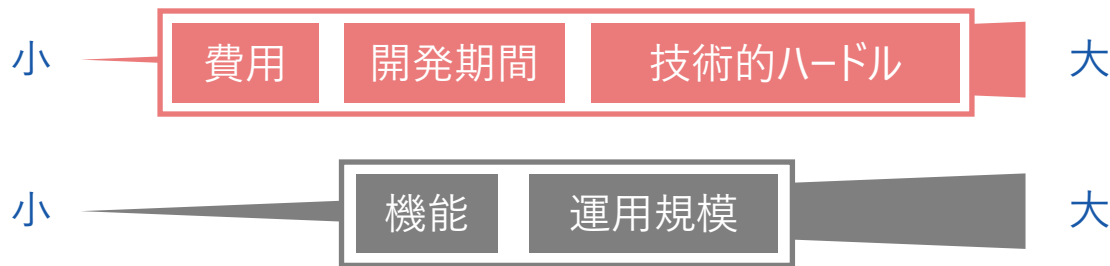 小 費用 開発期間 技術的ハードル 大
小 機能 運用規模 大